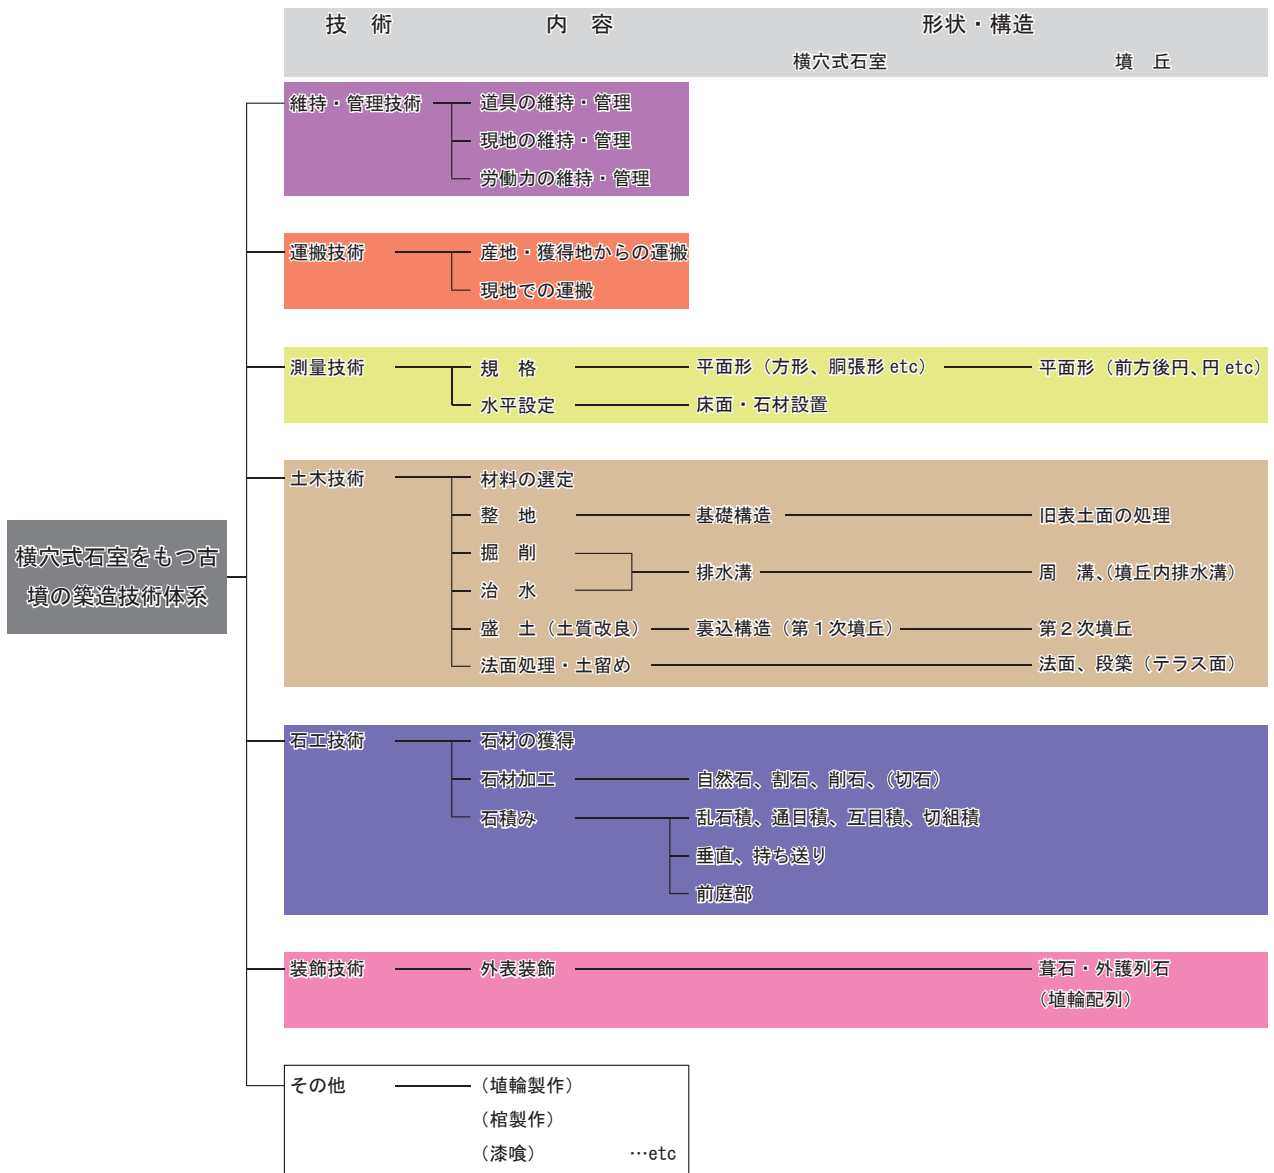 技　術　内　容　形状・構造
横穴式石室　墳　丘
維持・管理技術　道具の維持・管理
現地の維持・管理
労働力の維持・管理
運搬技術　産地・獲得地からの運搬
現地での運搬
測量技術　規　格　平面形（方形、胴張形 etc）　平面形（前方後円、円 etc）
水平設定　床面・石材設置
土木技術　材料の選定
整　地　基礎構造　旧表土面の処理
掘　削
排水溝　周　溝、（墳丘内排水溝）
治　水
盛　土（土質改良）　裏込構造（第１次墳丘）　第２次墳丘
法面処理・土留め　法面、段築（テラス面）
横穴式石室をもつ古
墳の築造技術体系
石工技術　石材の獲得
石材加工　自然石、割石、削石、（切石）
石積み　乱石積、通目積、互目積、切組積
垂直、持ち送り
前庭部
装飾技術　外表装飾　葺石・外護列石
（埴輪配列）
その他　（埴輪製作）
（棺製作）
（漆喰）　…etc